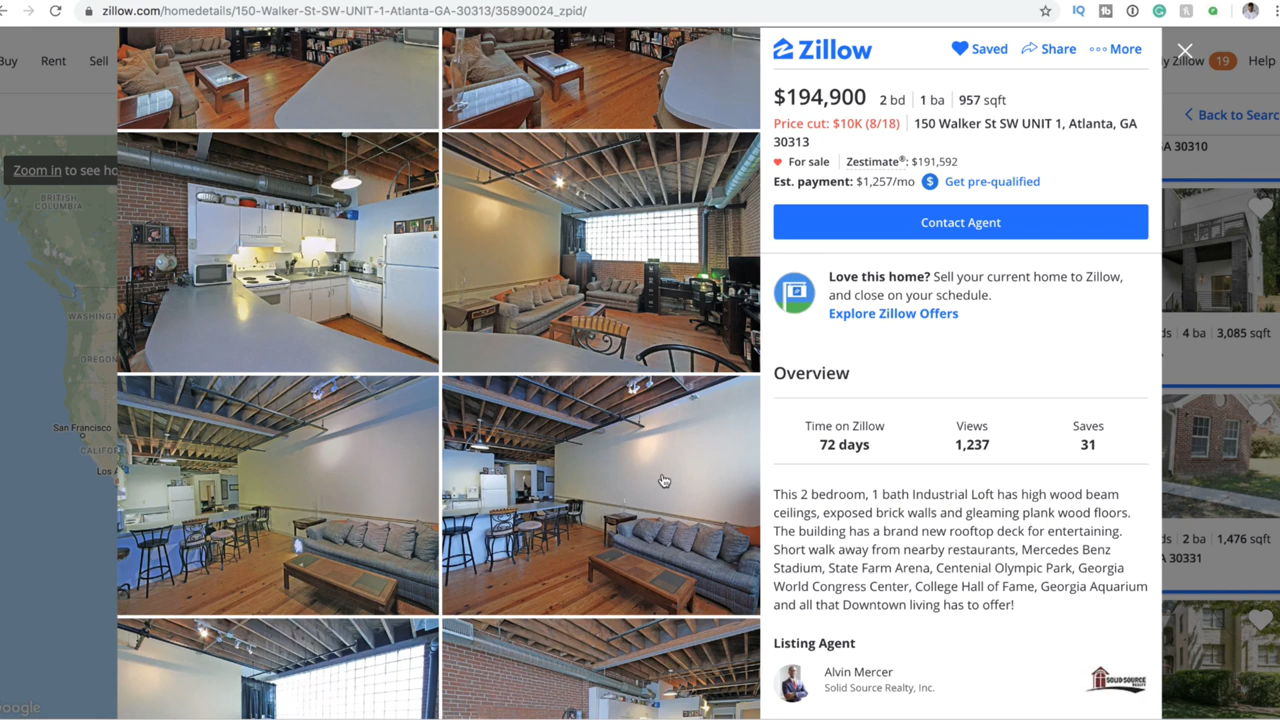 zillow.com/homedetails/150-Walker-St-SW-UNIT-1-Atlanta-GA-30313/35890024_zpid/
Buy Rent Sell
Zoom in to see ho
BRITISH
COLUMBIA
WASHINGT
OREGON
San Francisco
CALIFO
Los A
oogle
Zillow
Saved Share More
$194,900 2 bd 1 ba 957 sqft
Price cut: $10K (8/18) 150 Walker St SW UNIT 1, Atlanta, GA
30313
For sale Zestimate®: $191,592
Est. payment: $1,257/mo $ Get pre-qualified
Contact Agent
Love this home? Sell your current home to Zillow,
and close on your schedule.
Explore Zillow Offers
Overview
Time on Zillow Views Saves
72 days 1,237 31
This 2 bedroom, 1 bath Industrial Loft has high wood beam
ceilings, exposed brick walls and gleaming plank wood floors.
The building has a brand new rooftop deck for entertaining.
Short walk away from nearby restaurants, Mercedes Benz
Stadium, State Farm Arena, Centenial Olympic Park, Georgia
World Congress Center, College Hall of Fame, Georgia Aquarium
and all that Downtown living has to offer!
Listing Agent
Alvin Mercer
Solid Source Realty, Inc.
SOLID SOURCE
y Zillow 19 Help
Back to Searc
GA 30310
ds 4 ba 3,085 sqft
ds 2 ba 1,476 sqft
A 30331